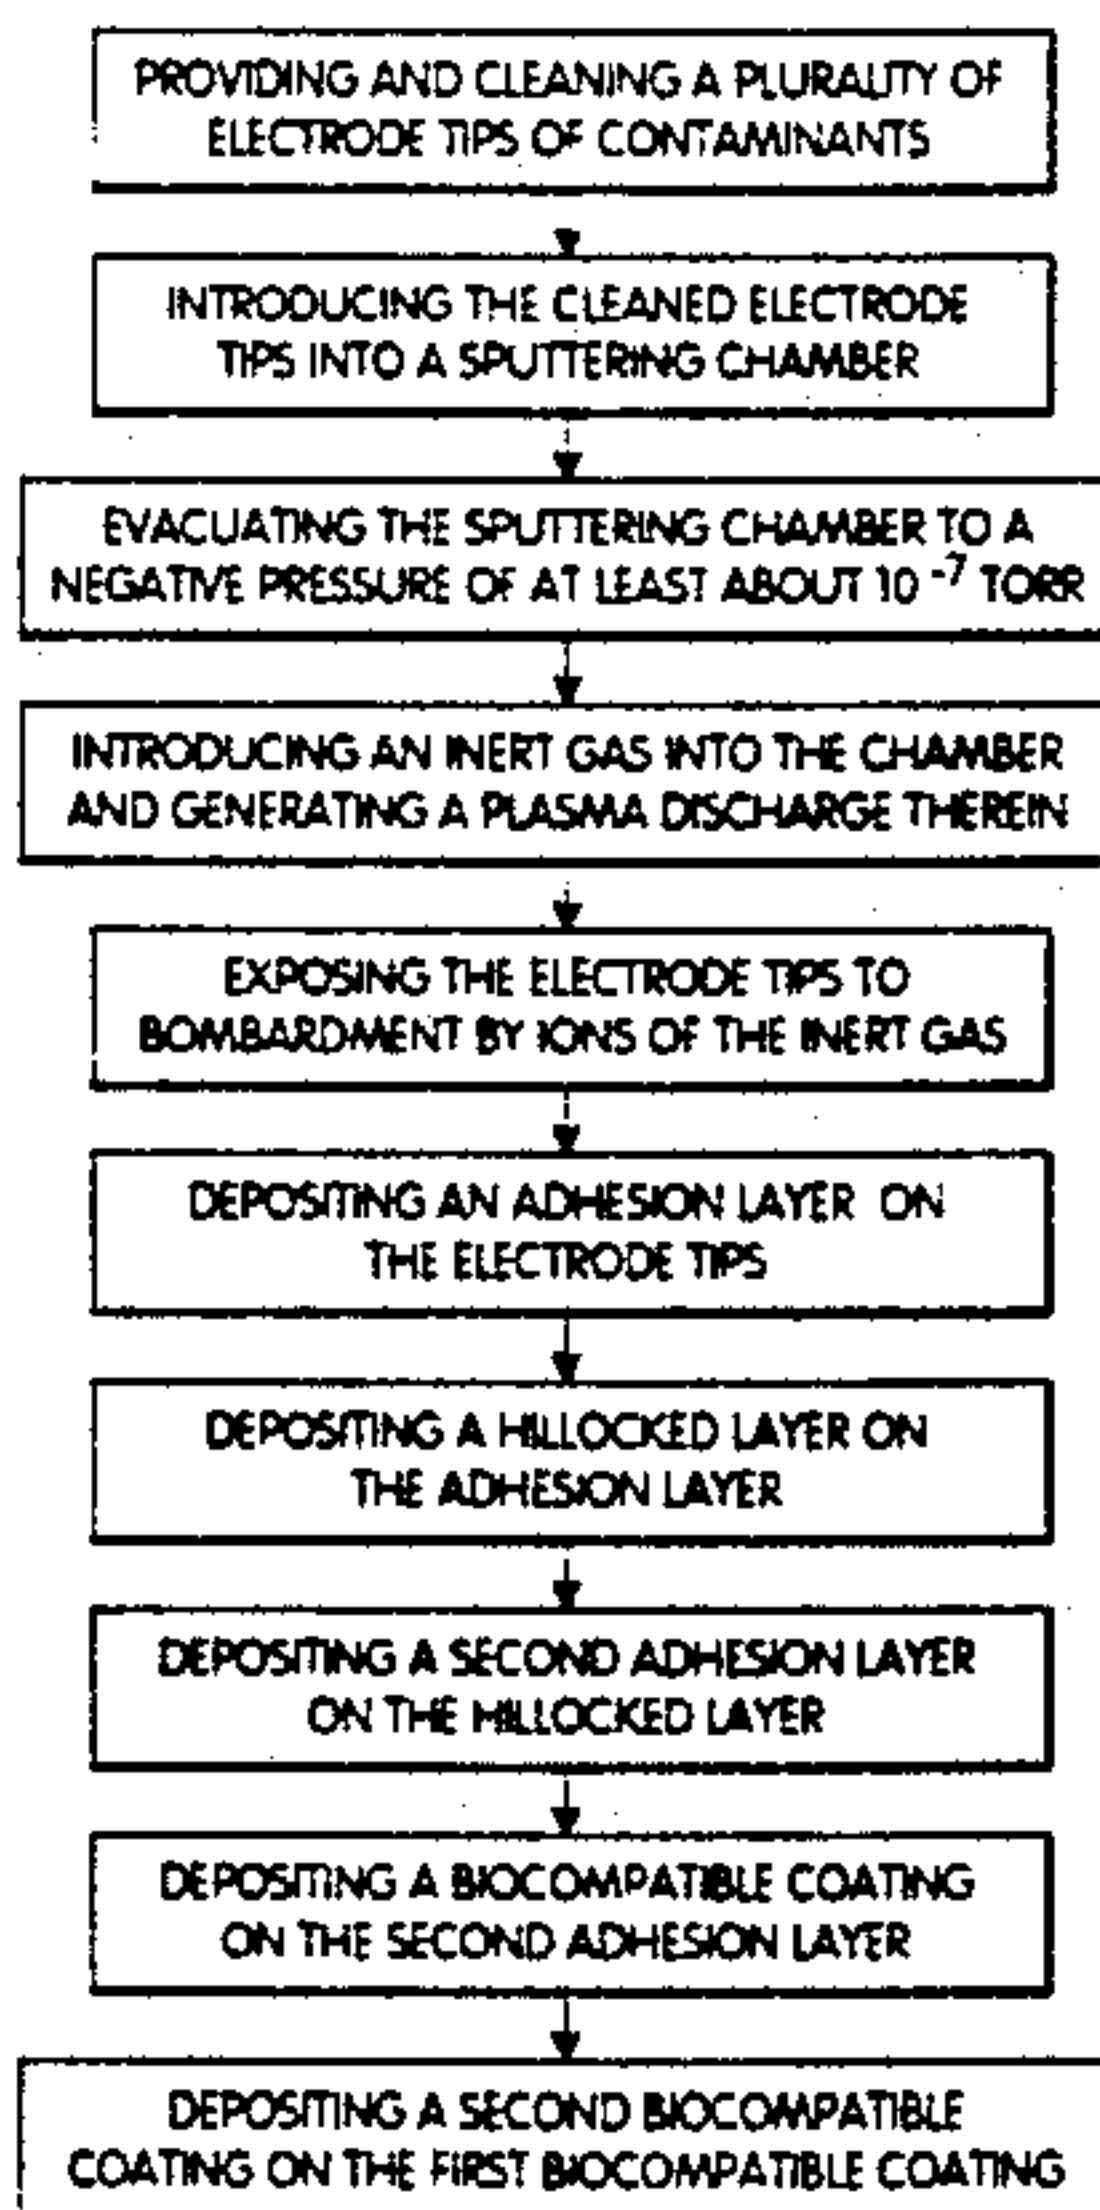 PROVIDING AND CLEANING A PLURALITY OF
ELECTRODE TIPS OF CONTAMINANTS
INTRODUCING THE CLEANED ELECTRODE
TIPS INTO A SPUTTERING CHAMBER
EVACUATING THE SPUTTERING CHAMBER TO A
NEGATIVE PRESSURE OF AT LEAST ABOUT 10⁻⁷ TORR
INTRODUCING AN INERT GAS INTO THE CHAMBER
AND GENERATING A PLASMA DISCHARGE THEREIN
EXPOSING THE ELECTRODE TIPS TO
BOMBARDMENT BY IONS OF THE INERT GAS
DEPOSITING AN ADHESION LAYER ON
THE ELECTRODE TIPS
DEPOSITING A HILLOCKED LAYER ON
THE ADHESION LAYER
DEPOSITING A SECOND ADHESION LAYER
ON THE HILLOCKED LAYER
DEPOSITING A BIOCOMPATIBLE COATING
ON THE SECOND ADHESION LAYER
DEPOSITING A SECOND BIOCOMPATIBLE
COATING ON THE FIRST BIOCOMPATIBLE COATING